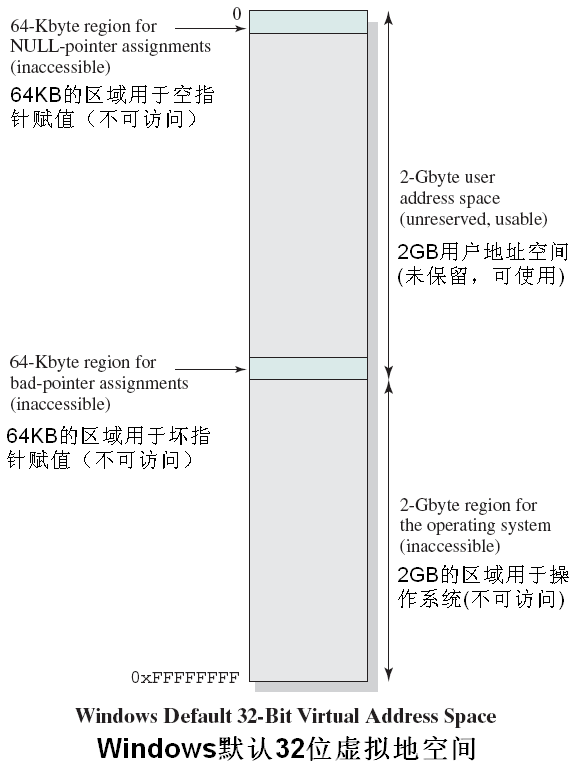 0
64-Kbyte region for
NULL-pointer assignments
(inaccessible)
64KB的区域用于空指
针赋值（不可访问）
2-Gbyte user
address space
(unreserved, usable)
2GB用户地址空间
(未保留，可使用)
64-Kbyte region for
bad-pointer assignments
(inaccessible)
64KB的区域用于坏指
针赋值（不可访问）
2-Gbyte region for
the operating system
(inaccessible)
2GB的区域用于操
作系统(不可访问)
0xFFFFFFFF
Windows Default 32-Bit Virtual Address Space
Windows默认32位虚拟地空间